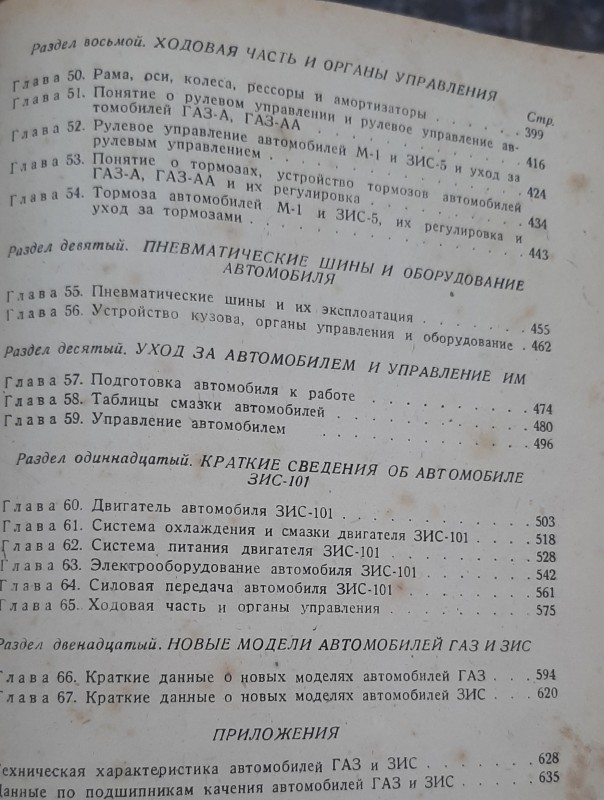 Раздел восьмой. ХОДОВАЯ ЧАСТЬ И ОРГАНЫ УПРАВЛЕНИЯ
Стр.
Глава 50. Рама, оси, колеса, рессоры и амортизаторы . . . . . . 399
Глава 51. Понятие о рулевом управлении и рулевое управление ав-
томобилей ГАЗ-А, ГАЗ-АА . . . . . . . . . . 416
Глава 52. Рулевое управление автомобилей М-1 и ЗИС-5 и уход за
рулевым управлением . . . . . . . . . . 424
Глава 53. Понятие о тормозах, устройство тормозов автомобилей
ГАЗ-А, ГАЗ-АА и их регулировка . . . . . . . . 434
Глава 54. Тормоза автомобилей М-1 и ЗИС-5, их регулировка и
уход за тормозами . . . . . . . . . . . 443
Раздел девятый. ПНЕВМАТИЧЕСКИЕ ШИНЫ И ОБОРУДОВАНИЕ
АВТОМОБИЛЯ
Глава 55. Пневматические шины и их эксплоатация . . . . . . 455
Глава 56. Устройство кузова, органы управления и оборудование . 462
Раздел десятый. УХОД ЗА АВТОМОБИЛЕМ И УПРАВЛЕНИЕ ИМ
Глава 57. Подготовка автомобиля к работе . . . . . . . . 474
Глава 58. Таблицы смазки автомобилей . . . . . . . . . 480
Глава 59. Управление автомобилем . . . . . . . . . 496
Раздел одиннадцатый. КРАТКИЕ СВЕДЕНИЯ ОБ АВТОМОБИЛЕ
ЗИС-101
Глава 60. Двигатель автомобиля ЗИС-101 . . . . . . . . . 503
Глава 61. Система охлаждения и смазки двигателя ЗИС-101 . . . . 518
Глава 62. Система питания двигателя ЗИС-101 . . . . . . . 528
Глава 63. Электрооборудование автомобиля ЗИС-101 . . . . . . 542
Глава 64. Силовая передача автомобиля ЗИС-101 . . . . . . . 561
Глава 65. Ходовая часть и органы управления . . . . . . . 575
Раздел двенадцатый. НОВЫЕ МОДЕЛИ АВТОМОБИЛЕЙ ГАЗ И ЗИС
Глава 66. Краткие данные о новых моделях автомобилей ГАЗ . . . 594
Глава 67. Краткие данные о новых моделях автомобилей ЗИС . . . 620
ПРИЛОЖЕНИЯ
Техническая характеристика автомобилей ГАЗ и ЗИС . . . . . . 628
Данные по подшипникам качения автомобилей ГАЗ и ЗИС . . . . . 635